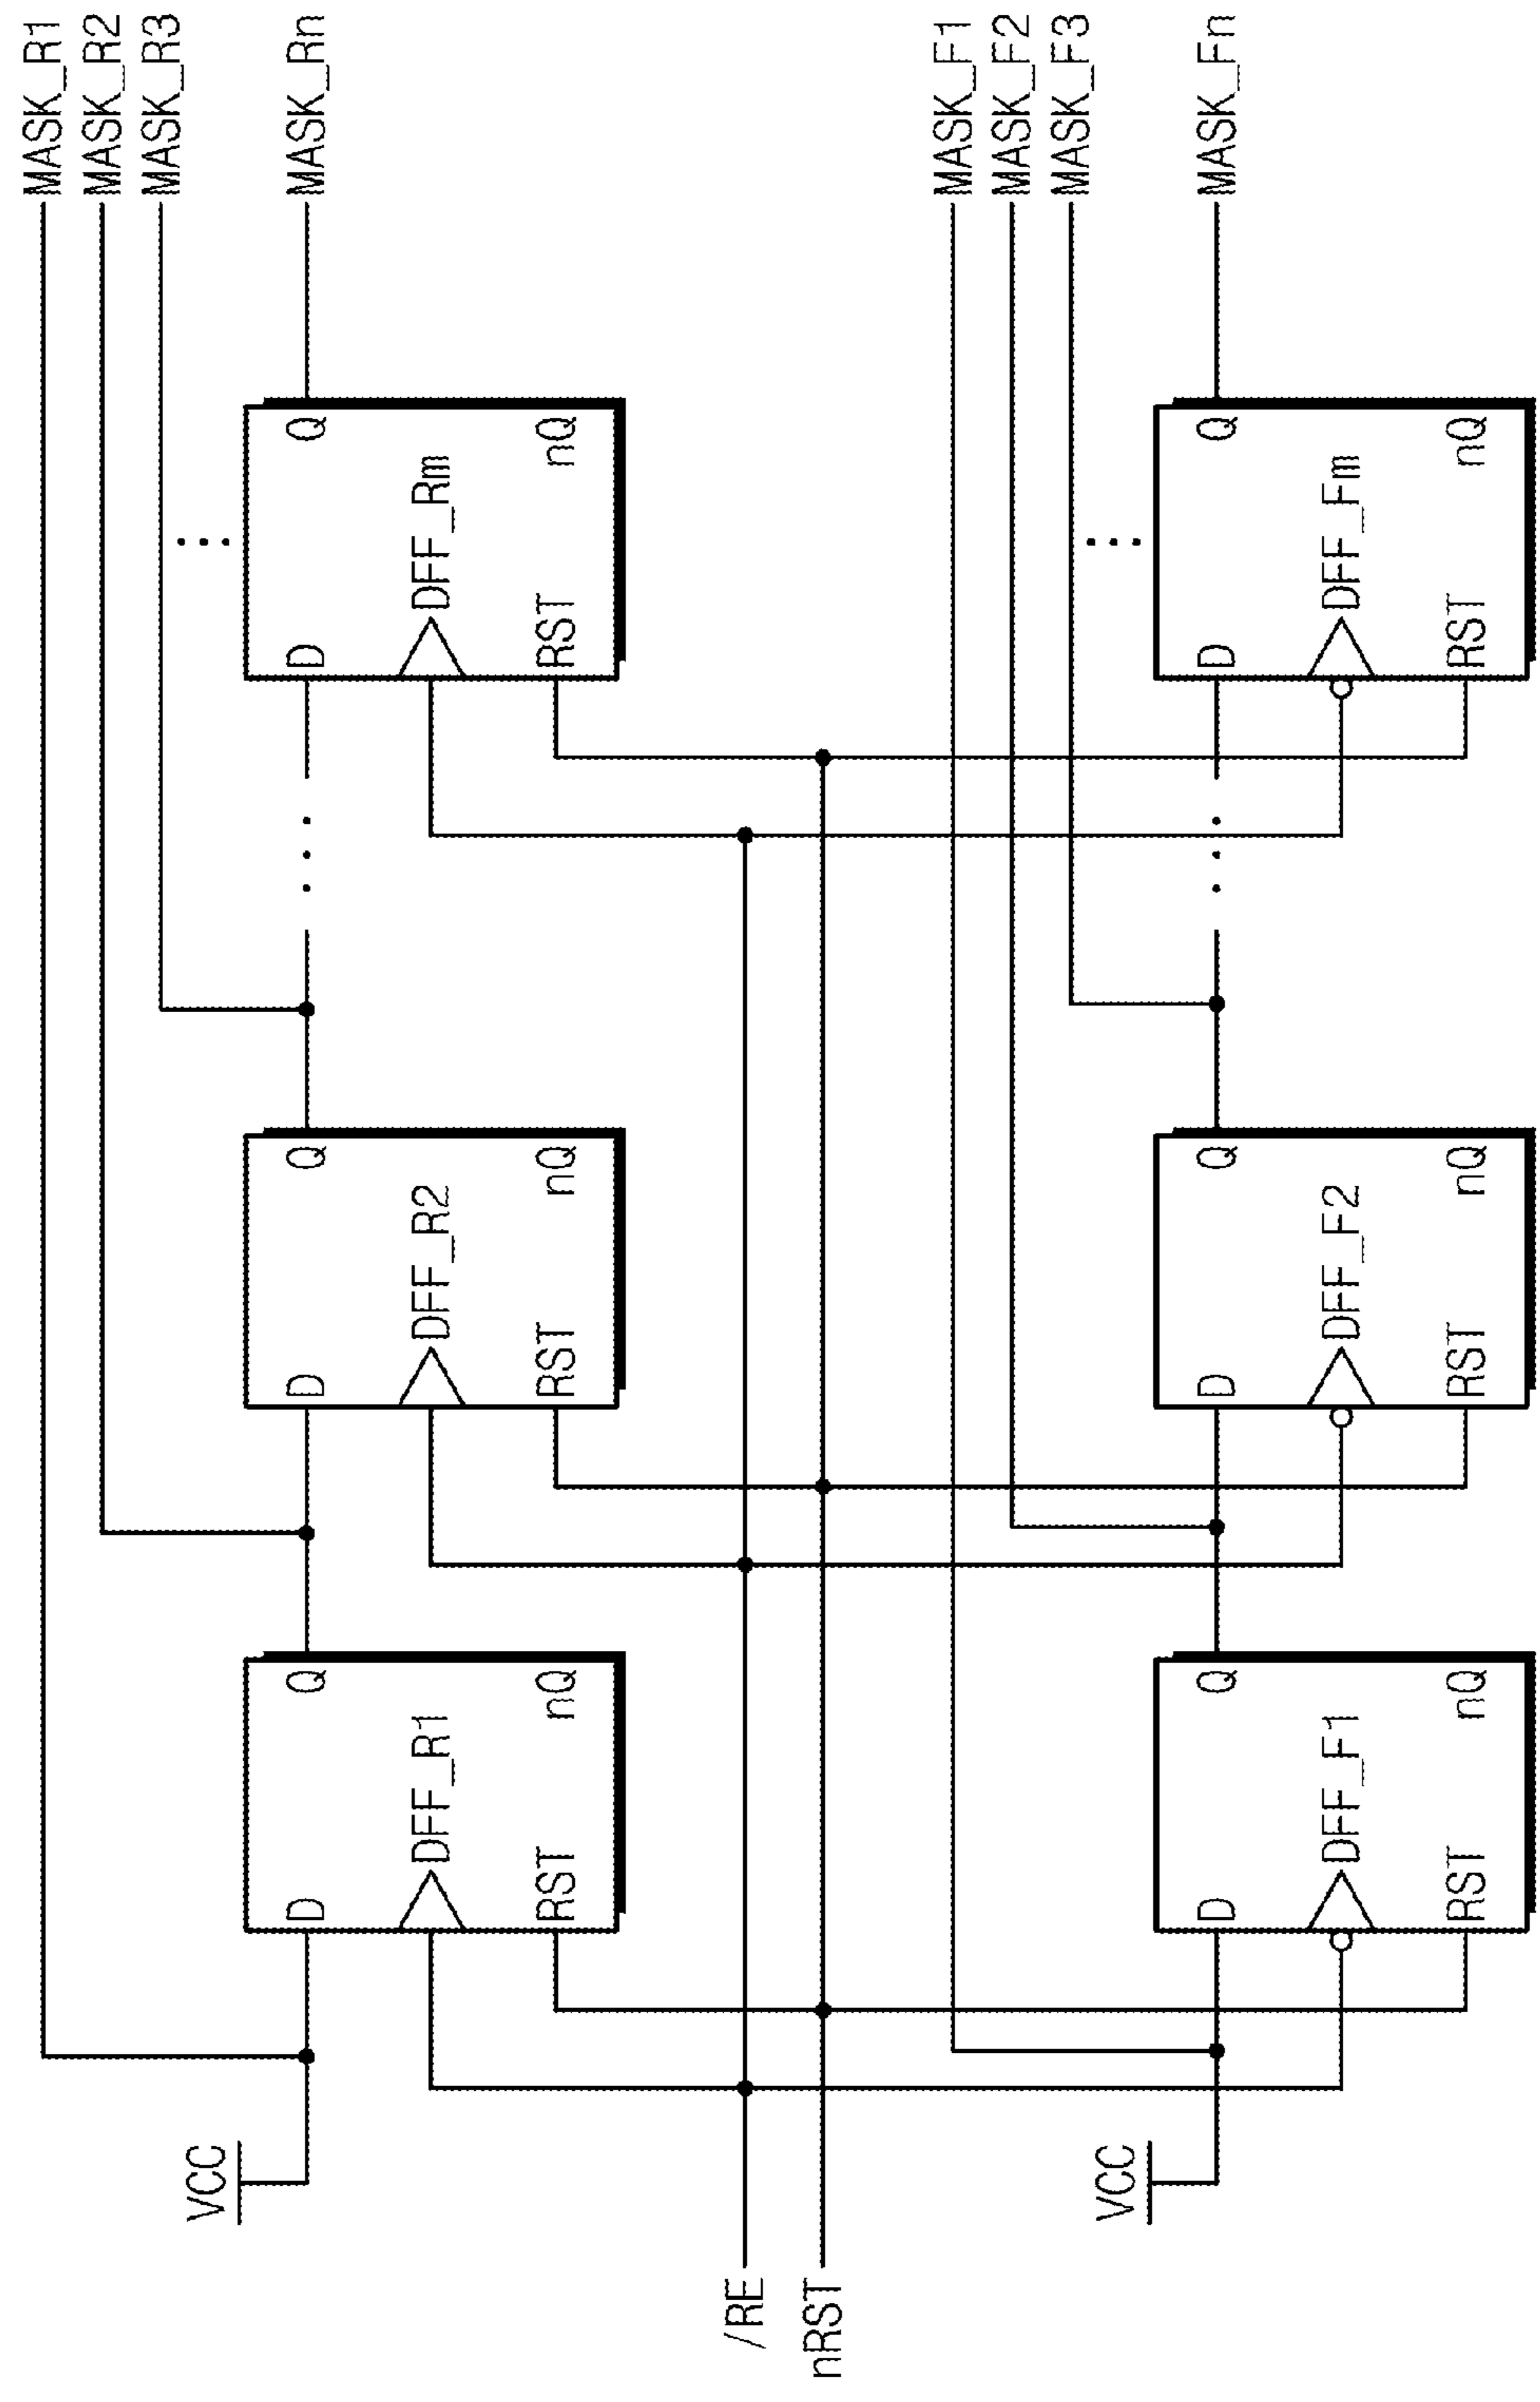 MASK_R1
MASK_R2
MASK_R3
MASK_Rn
VCC
D
Q
DFF_R1
RST
nQ
D
Q
DFF_R2
RST
nQ
D
Q
DFF_Rm
RST
nQ
/RE
nRST
MASK_F1
MASK_F2
MASK_F3
MASK_Fn
VCC
D
Q
DFF_F1
RST
nQ
D
Q
DFF_F2
RST
nQ
D
Q
DFF_Fm
RST
nQ